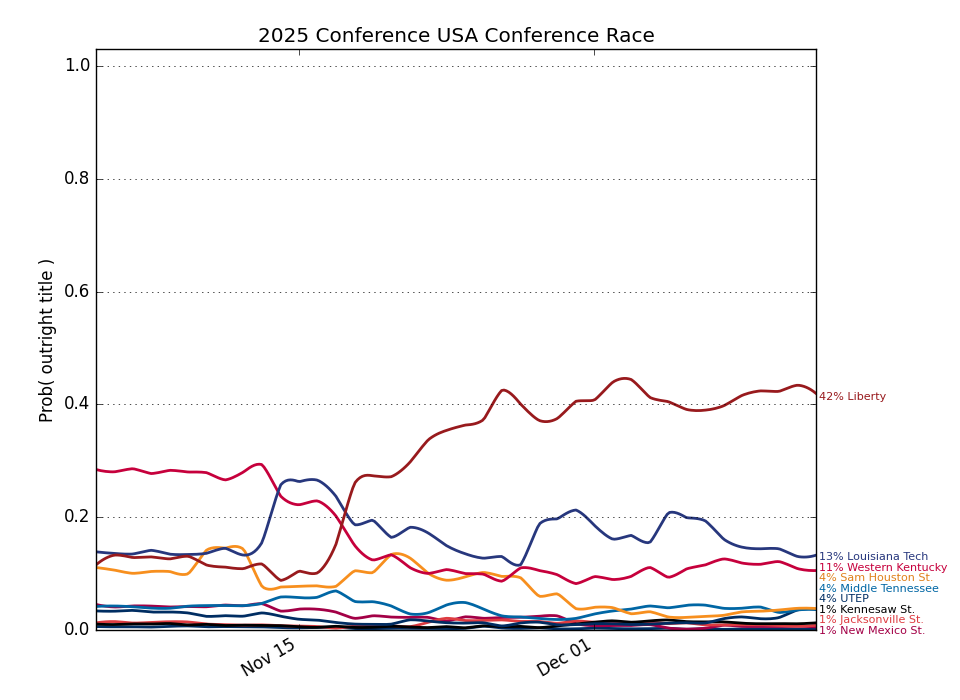 2025 Conference USA Conference Race
1.0
0.8
0.6
0.4
0.2
0.0
Prob( outright title )
Nov 15
Dec 01
42% Liberty
13% Louisiana Tech
11% Western Kentucky
4% Sam Houston St.
4% Middle Tennessee
4% UTEP
1% Kennesaw St.
1% Jacksonville St.
1% New Mexico St.